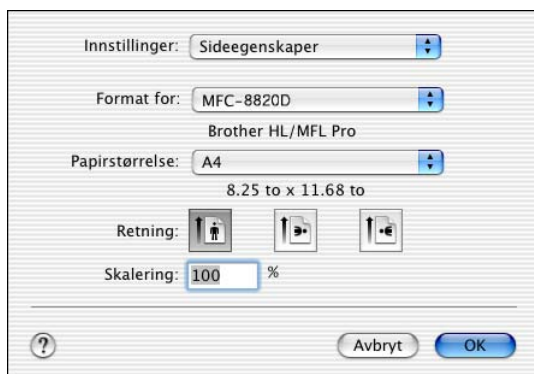 Innstillinger: Sideegenskaper
Format for: MFC-8820D
Brother HL/MFL Pro
Papirstørrelse: A4
8.25 to x 11.68 to
Retning:
Skalering: 100 %
? Avbryt OK